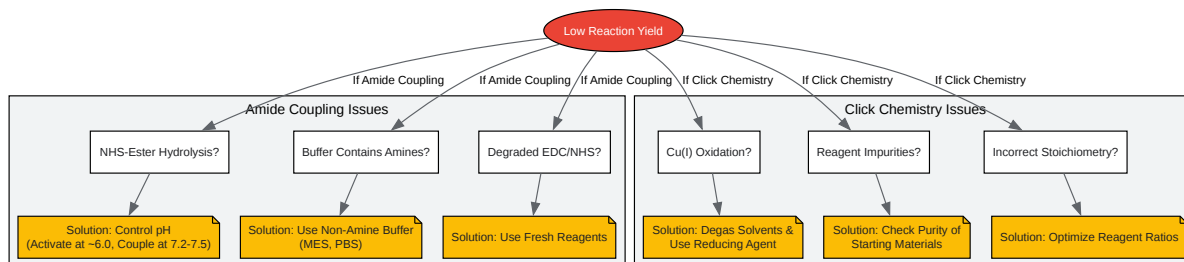 Low Reaction Yield
If Amide Coupling
If Amide Coupling
If Amide Coupling
If Click Chemistry
If Click Chemistry
If Click Chemistry
Amide Coupling Issues
Click Chemistry Issues
NHS-Ester Hydrolysis?
Buffer Contains Amines?
Degraded EDC/NHS?
Cu(I) Oxidation?
Reagent Impurities?
Incorrect Stoichiometry?
Solution: Control pH
(Activate at ~6.0, Couple at 7.2-7.5)
Solution: Use Non-Amine Buffer
(MES, PBS)
Solution: Use Fresh Reagents
Solution: Degas Solvents &
Use Reducing Agent
Solution: Check Purity of
Starting Materials
Solution: Optimize Reagent Ratios